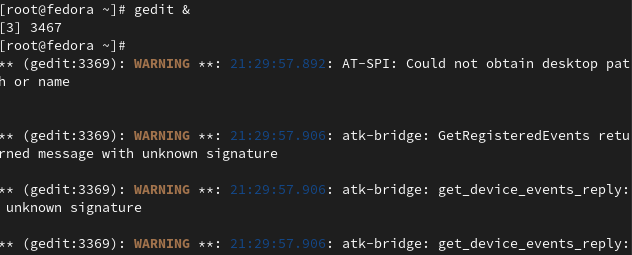 [root@fedora ~]# gedit &
[3] 3467
[root@fedora ~]#
** (gedit:3369): WARNING **: 21:29:57.892: AT-SPI: Could not obtain desktop pat
h or name
** (gedit:3369): WARNING **: 21:29:57.906: atk-bridge: GetRegisteredEvents retu
rned message with unknown signature
** (gedit:3369): WARNING **: 21:29:57.906: atk-bridge: get_device_events_reply:
unknown signature
** (gedit:3369): WARNING **: 21:29:57.906: atk-bridge: get_device_events_reply: